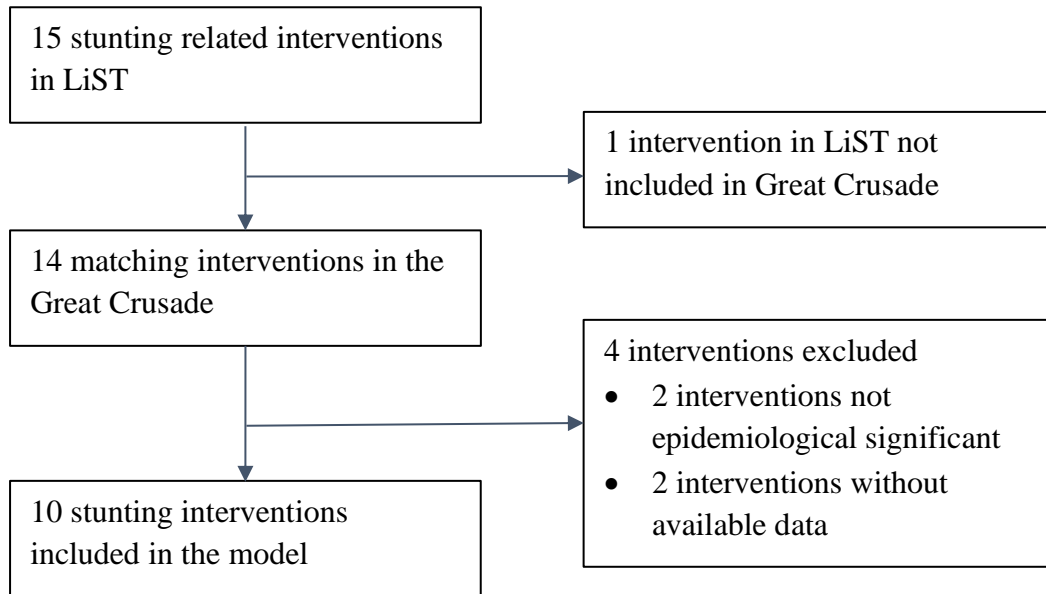 15 stunting related interventions
in LiST
1 intervention in LiST not
included in Great Crusade
14 matching interventions in the
Great Crusade
4 interventions excluded
• 2 interventions not
epidemiological significant
• 2 interventions without
available data
10 stunting interventions
included in the model